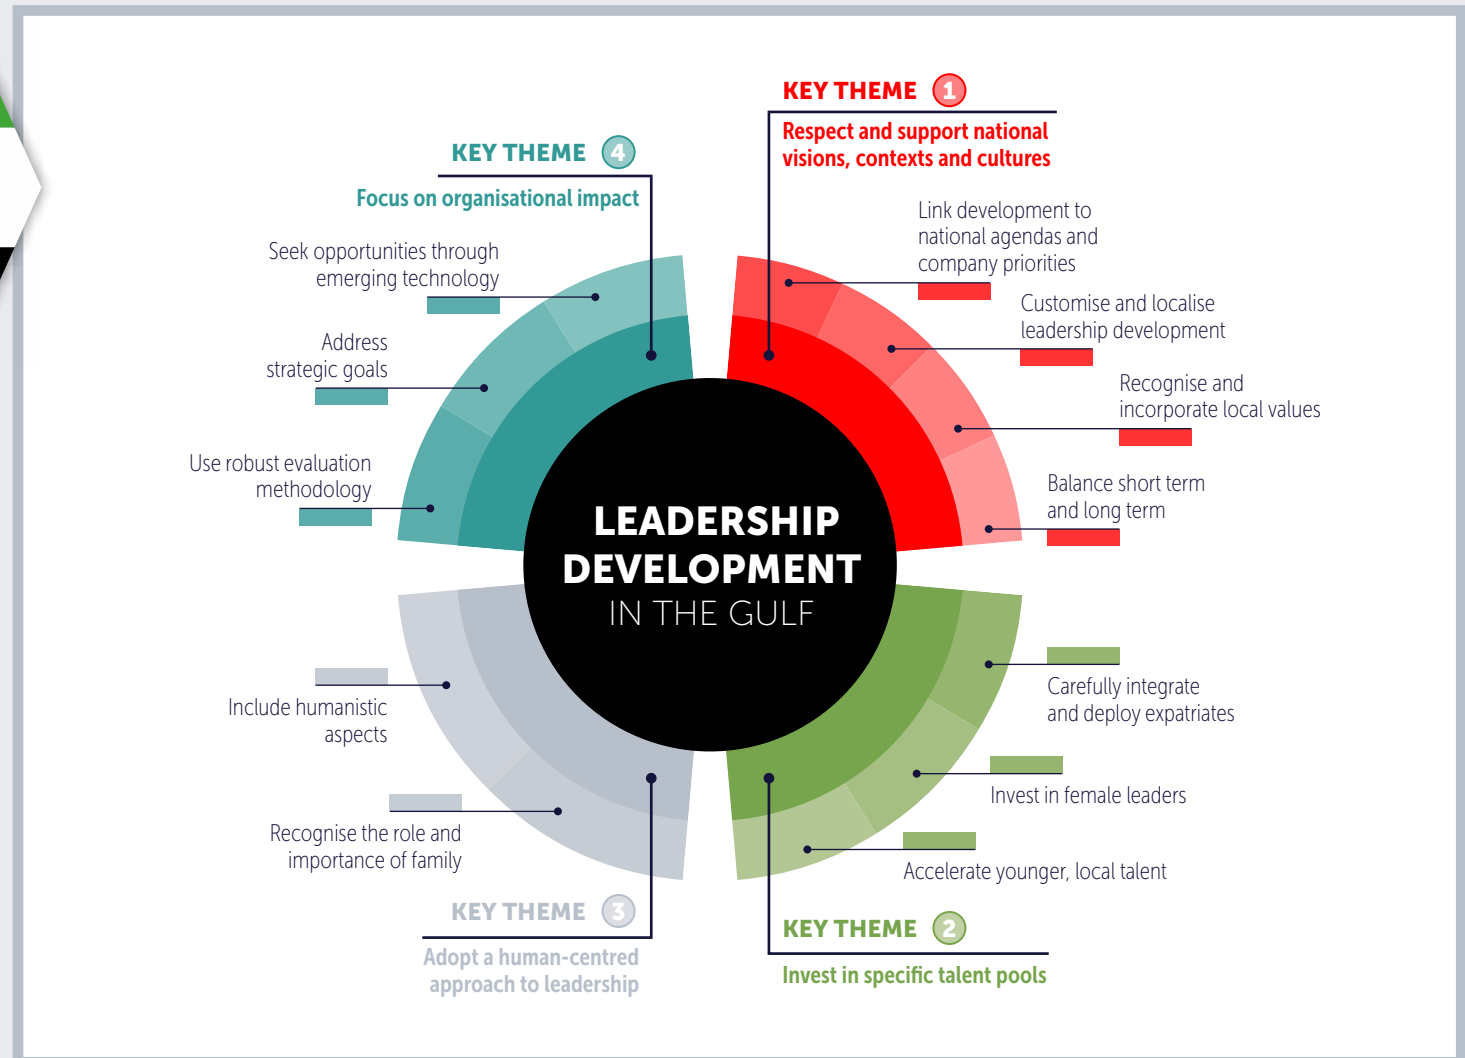 KEY THEME 1
Respect and support national
visions, contexts and cultures
Link development to
national agendas and
company priorities
Customise and localise
leadership development
Recognise and
incorporate local values
Balance short term
and long term
KEY THEME 4
Focus on organisational impact
Seek opportunities through
emerging technology
Address
strategic goals
Use robust evaluation
methodology
LEADERSHIP
DEVELOPMENT
IN THE GULF
Include humanistic
aspects
Recognise the role and
importance of family
KEY THEME 3
Adopt a human-centred
approach to leadership
Carefully integrate
and deploy expatriates
Invest in female leaders
Accelerate younger, local talent
KEY THEME 2
Invest in specific talent pools